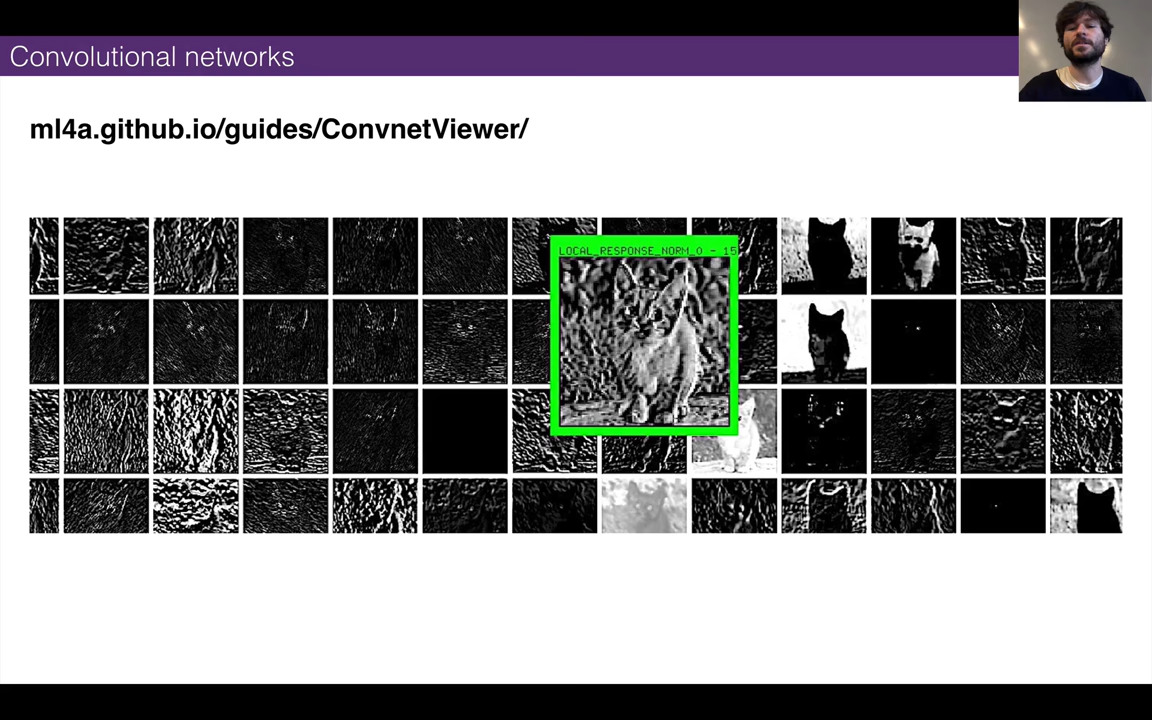 Convolutional networks
ml4a.github.io/guides/ConvnetViewer/
LOCAL_RESPONSE_NORM_0 - 15